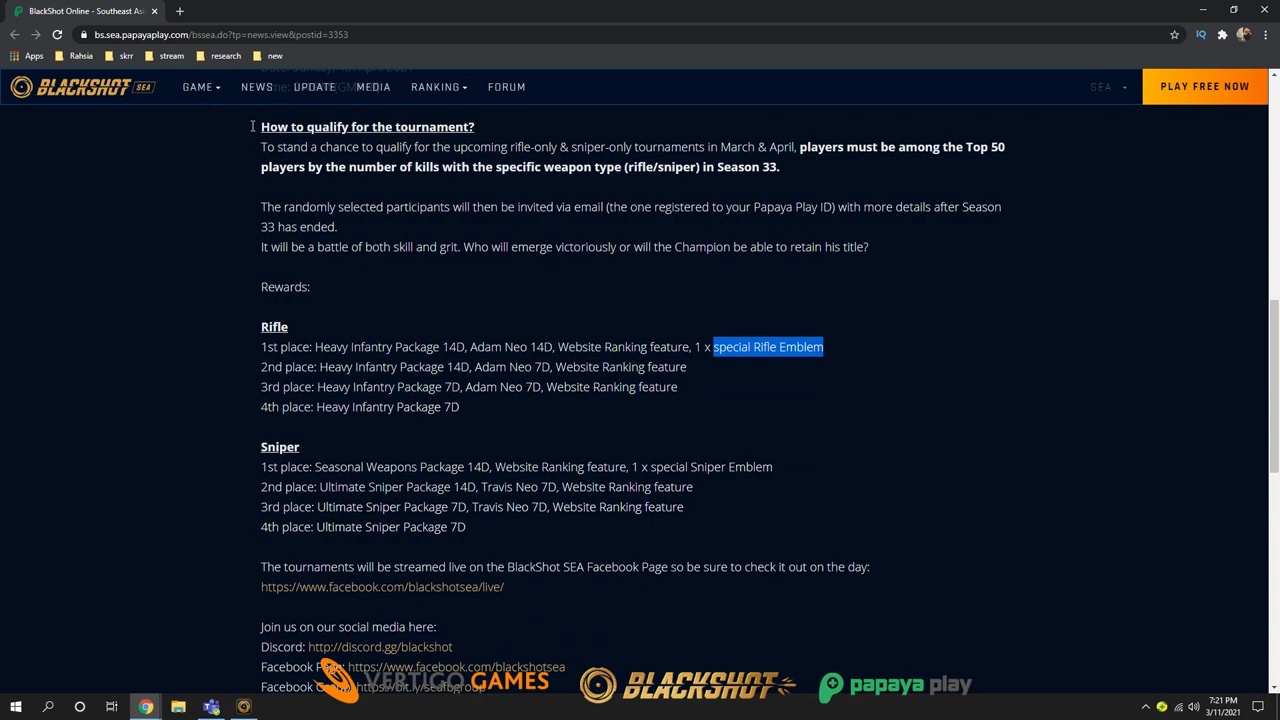 BlackShot Online - Southeast Asi
bs.sea.papayaplay.com/bssea.do?tp=news.view&postid=3353
Apps Rahsia skrr stream research new
BLACKSHOT SEA GAME NEWS UPDATE MEDIA RANKING FORUM SEA PLAY FREE NOW
How to qualify for the tournament?
To stand a chance to qualify for the upcoming rifle-only & sniper-only tournaments in March & April, players must be among the Top 50
players by the number of kills with the specific weapon type (rifle/sniper) in Season 33.
The randomly selected participants will then be invited via email (the one registered to your Papaya Play ID) with more details after Season
33 has ended.
It will be a battle of both skill and grit. Who will emerge victoriously or will the Champion be able to retain his title?
Rewards:
Rifle
1st place: Heavy Infantry Package 14D, Adam Neo 14D, Website Ranking feature, 1 x special Rifle Emblem
2nd place: Heavy Infantry Package 14D, Adam Neo 7D, Website Ranking feature
3rd place: Heavy Infantry Package 7D, Adam Neo 7D, Website Ranking feature
4th place: Heavy Infantry Package 7D
Sniper
1st place: Seasonal Weapons Package 14D, Website Ranking feature, 1 x special Sniper Emblem
2nd place: Ultimate Sniper Package 14D, Travis Neo 7D, Website Ranking feature
3rd place: Ultimate Sniper Package 7D, Travis Neo 7D, Website Ranking feature
4th place: Ultimate Sniper Package 7D
The tournaments will be streamed live on the BlackShot SEA Facebook Page so be sure to check it out on the day:
https://www.facebook.com/blackshotsea/live/
Join us on our social media here:
Discord: http://discord.gg/blackshot
Facebook Page: https://www.facebook.com/blackshotsea
Facebook Group: https://bit.ly/seafbgroup
VERTIGO GAMES BLACKSHOT papaya play
7:21 PM
3/11/2021